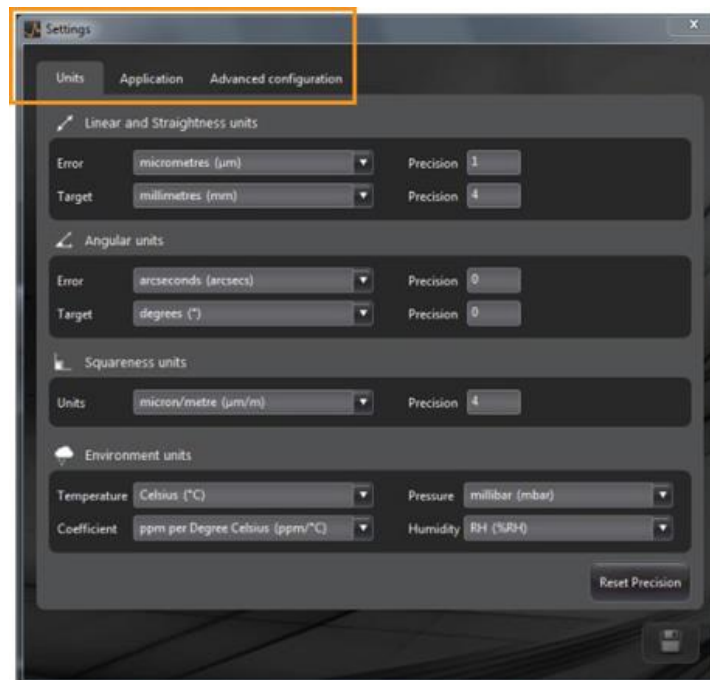 Settings
x
Units Application Advanced configuration
Linear and Straightness units
Error micrometres (µm) Precision 1
Target millimetres (mm) Precision 4
Angular units
Error arcseconds (arcsecs) Precision 0
Target degrees (°) Precision 0
Squareness units
Units micron/metre (µm/m) Precision 4
Environment units
Temperature Celsius (°C) Pressure millibar (mbar)
Coefficient ppm per Degree Celsius (ppm/°C) Humidity RH (%RH)
Reset Precision